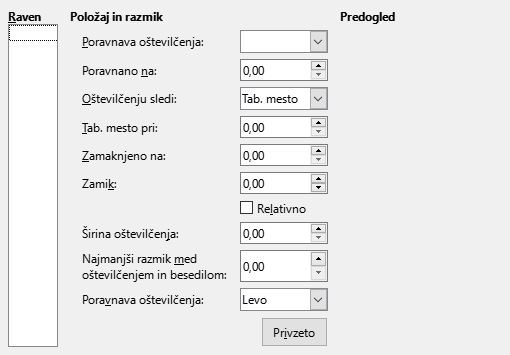 Raven
Položaj in razmik
Predogled
Poravnava oštevilčenja:
Poravnano na: 0,00
Oštevilčenju sledi: Tab. mesto
Tab. mesto pri: 0,00
Zamaknjeno na: 0,00
Zamik: 0,00
Relativno
Širina oštevilčenja: 0,00
Najmanjši razmik med
oštevilčenjem in besedilom: 0,00
Poravnava oštevilčenja: Levo
Privzeto